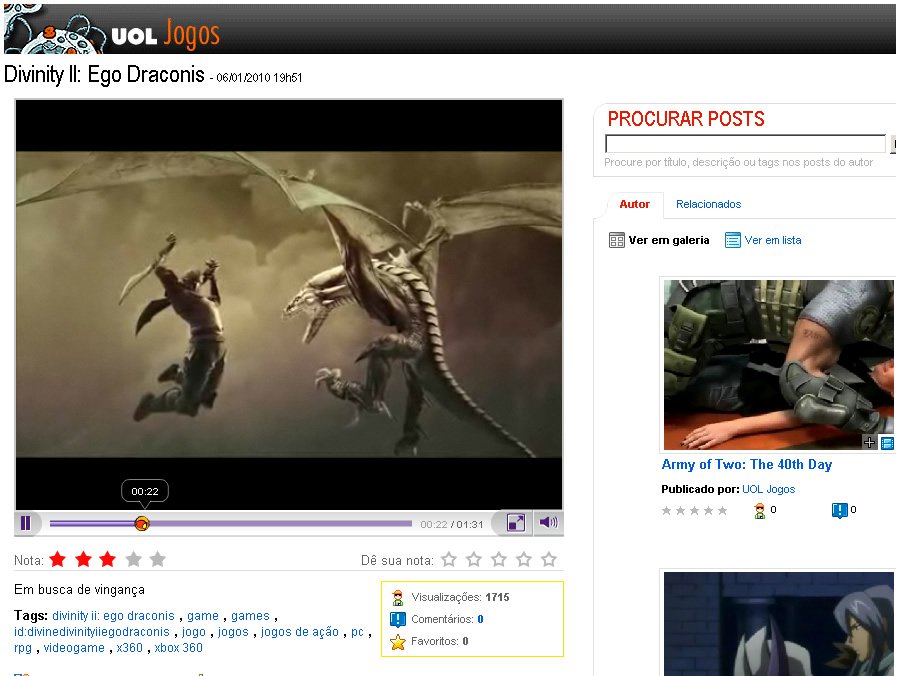 UOL Jogos
Divinity II: Ego Draconis - 06/01/2010 19h51
00:22
00:22 / 01:31
Nota:
Dê sua nota:
Em busca de vingança
Tags: divinity ii: ego draconis , game , games ,
id:divinedivinityiiegodraconis , jogo , jogos , jogos de ação , pc ,
rpg , videogame , x360 , xbox 360
Visualizações: 1715
Comentários: 0
Favoritos: 0
PROCURAR POSTS
Procure por título, descrição ou tags nos posts do autor
Autor
Relacionados
Ver em galeria
Ver em lista
Army of Two: The 40th Day
Publicado por: UOL Jogos
0
0